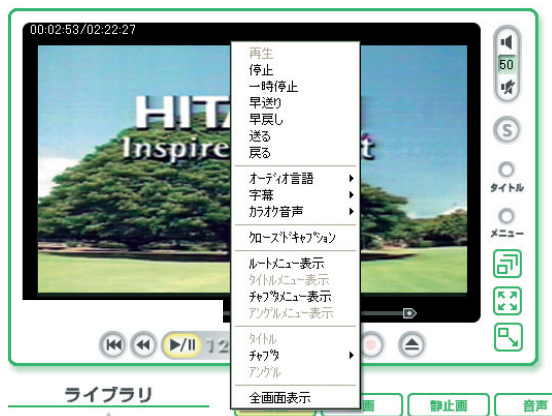 00:02:53/02:22:27
50
HIT
Inspire t
再生
停止
一時停止
早送り
早戻し
送る
戻る
オーディオ言語
字幕
カラオケ音声
クローズドキャプション
ルートメニュー表示
タイトルメニュー表示
チャプタメニュー表示
アングルメニュー表示
タイトル
チャプタ
アングル
全画面表示
S
タイトル
メニュー
12
ライブラリ
画
静止画
音声